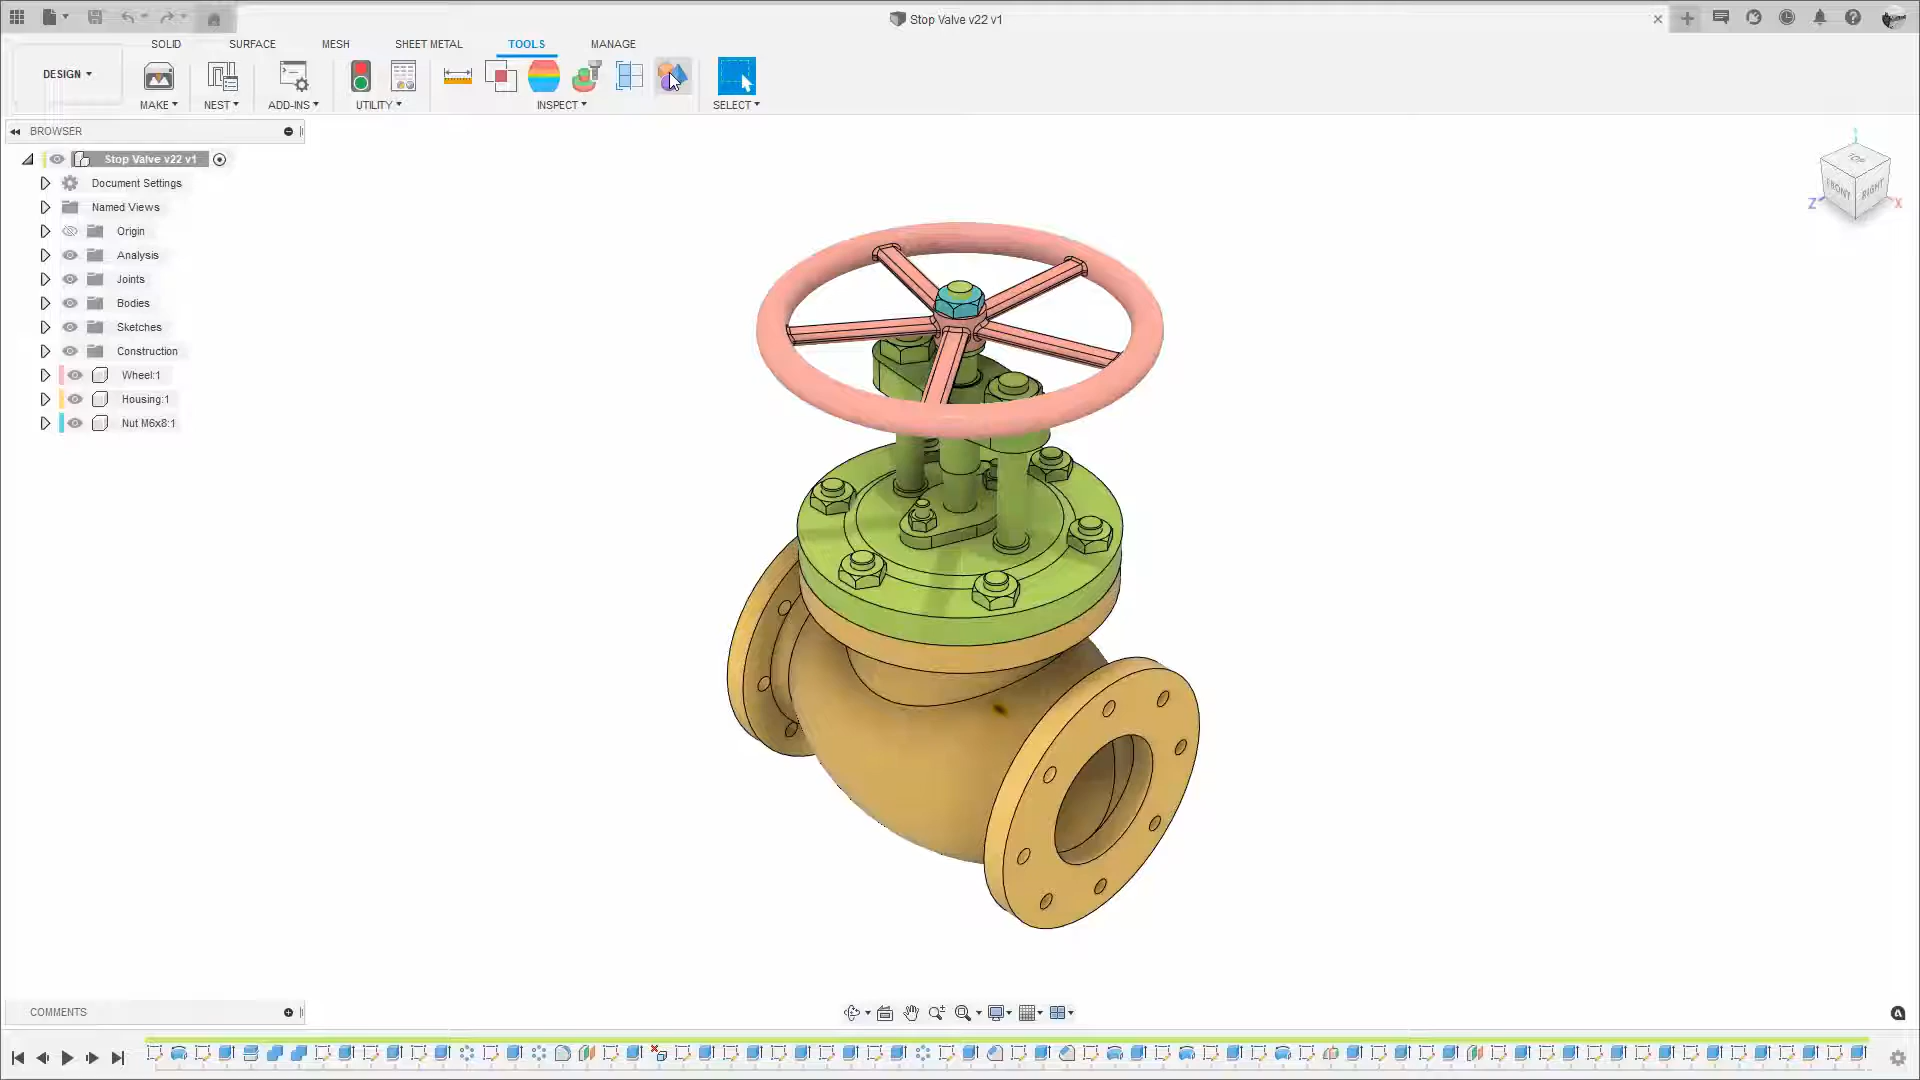 Stop Valve v22 v1
SOLID SURFACE MESH SHEET METAL TOOLS MANAGE
DESIGN
MAKE NEST ADD-INS UTILITY INSPECT SELECT
BROWSER
Stop Valve v22 v1
Document Settings
Named Views
Origin
Analysis
Joints
Bodies
Sketches
Construction
Wheel:1
Housing:1
Nut M6x8:1
TOP
FRONT RIGHT
Z X
COMMENTS